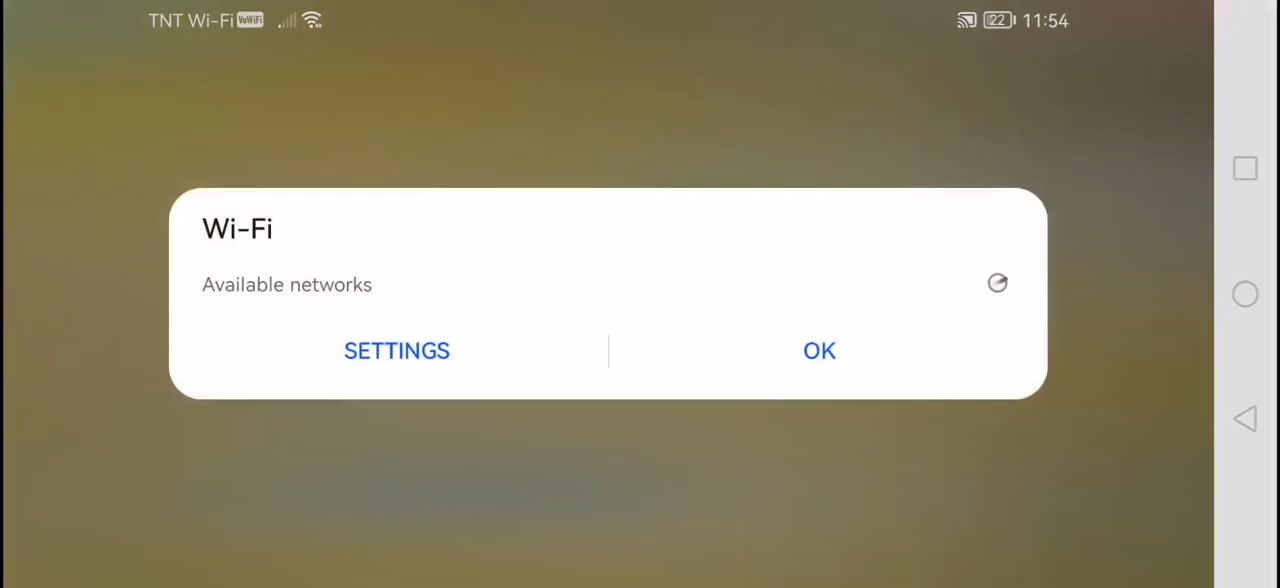 TNT Wi-Fi VoWiFi 22 11:54
Wi-Fi
Available networks
SETTINGS OK